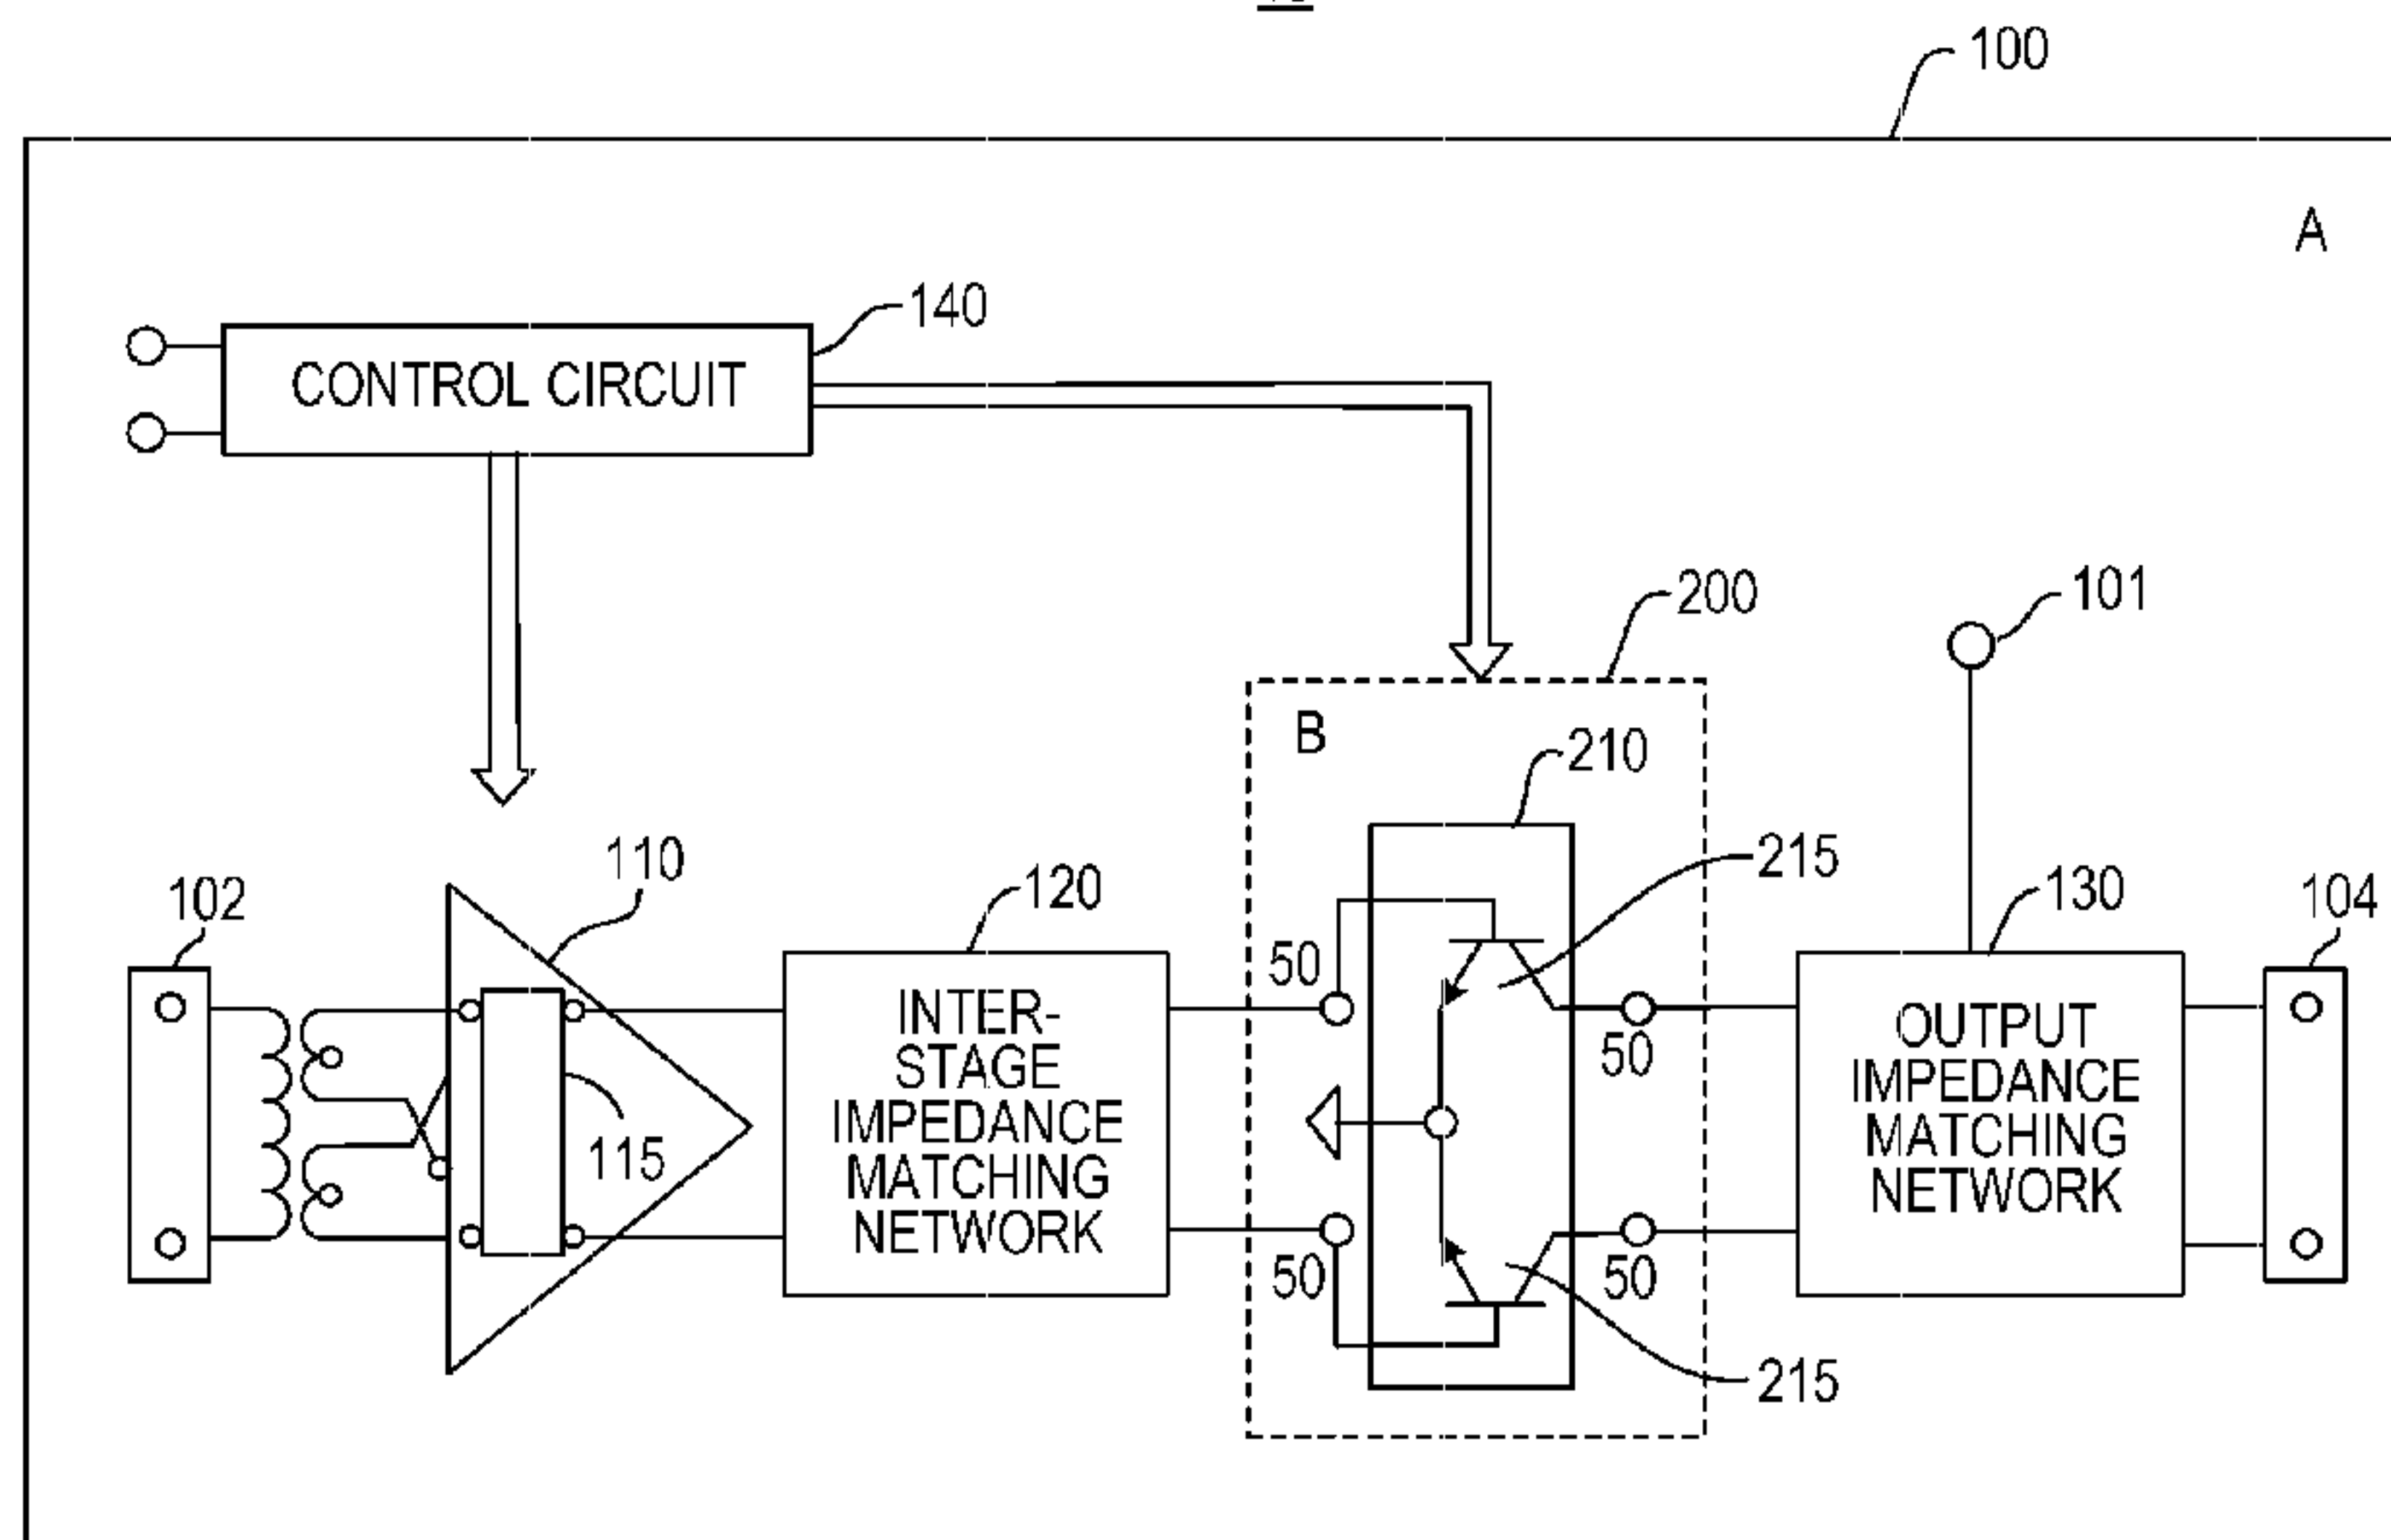 100
A
140
CONTROL CIRCUIT
200
101
B
210
110
215
102
120
130
104
50
INTER-
STAGE
IMPEDANCE
MATCHING
NETWORK
OUTPUT
IMPEDANCE
MATCHING
NETWORK
50
115
50
50
215